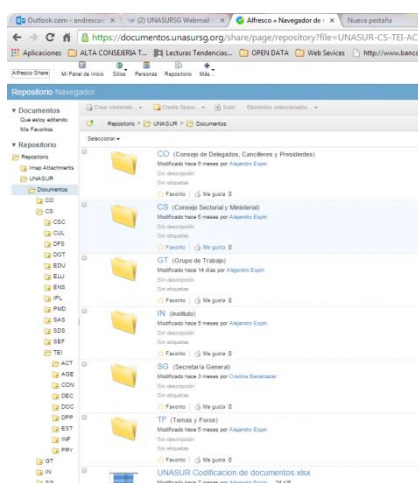 Outlook.com - andrescar
(2) UNASURSG Webmail
Alfresco » Navegador de
Nueva pestaña
https://documentos.unasursg.org/share/page/repository?file=UNASUR-CS-TEI-AC
Aplicaciones ALTA CONSEJERIA T... Lecturas Tendencias... OPEN DATA Web Sevices http://www.banco
Alfresco Share Mi Panel de Inicio Sitios Personas Repositorio Más...
Repositorio Navegador
Documentos
Que estoy editando
Mis Favoritos
Repositorio
Repositorio
Imap Attachments
UNASUR
Documentos
CO
CS
CSC
CUL
DFS
DOT
EDU
ELU
ENS
IPL
PMD
SAS
SDS
SEF
TEI
ACT
AGE
CON
DEC
DOC
DPP
EST
INF
PRY
GT
IN
SG
Crear contenido... Create Space... Subir Elementos seleccionados...
Repositorio > UNASUR > Documentos
Seleccionar
CO (Consejo de Delegados, Cancilleres y Presidentes)
Modificado hace 5 meses por Alejandro Espin
Sin descripción
Sin etiquetas
Favorito Me gusta 0
CS (Consejo Sectorial y Ministerial)
Modificado hace 5 meses por Alejandro Espin
Sin descripción
Sin etiquetas
Favorito Me gusta 0
GT (Grupo de Trabajo)
Modificado hace 14 días por Alejandro Espin
Sin descripción
Sin etiquetas
Favorito Me gusta 0
IN (Instituto)
Modificado hace 5 meses por Alejandro Espin
Sin descripción
Sin etiquetas
Favorito Me gusta 0
SG (Secretaría General)
Modificado hace 3 meses por Cristina
Sin descripción
Sin etiquetas
Favorito Me gusta 0
TF (Temas y Foros)
Modificado hace 5 meses por Alejandro Espin
Sin descripción
Sin etiquetas
Favorito Me gusta 0
UNASUR Codificacion de documentos.xlsx